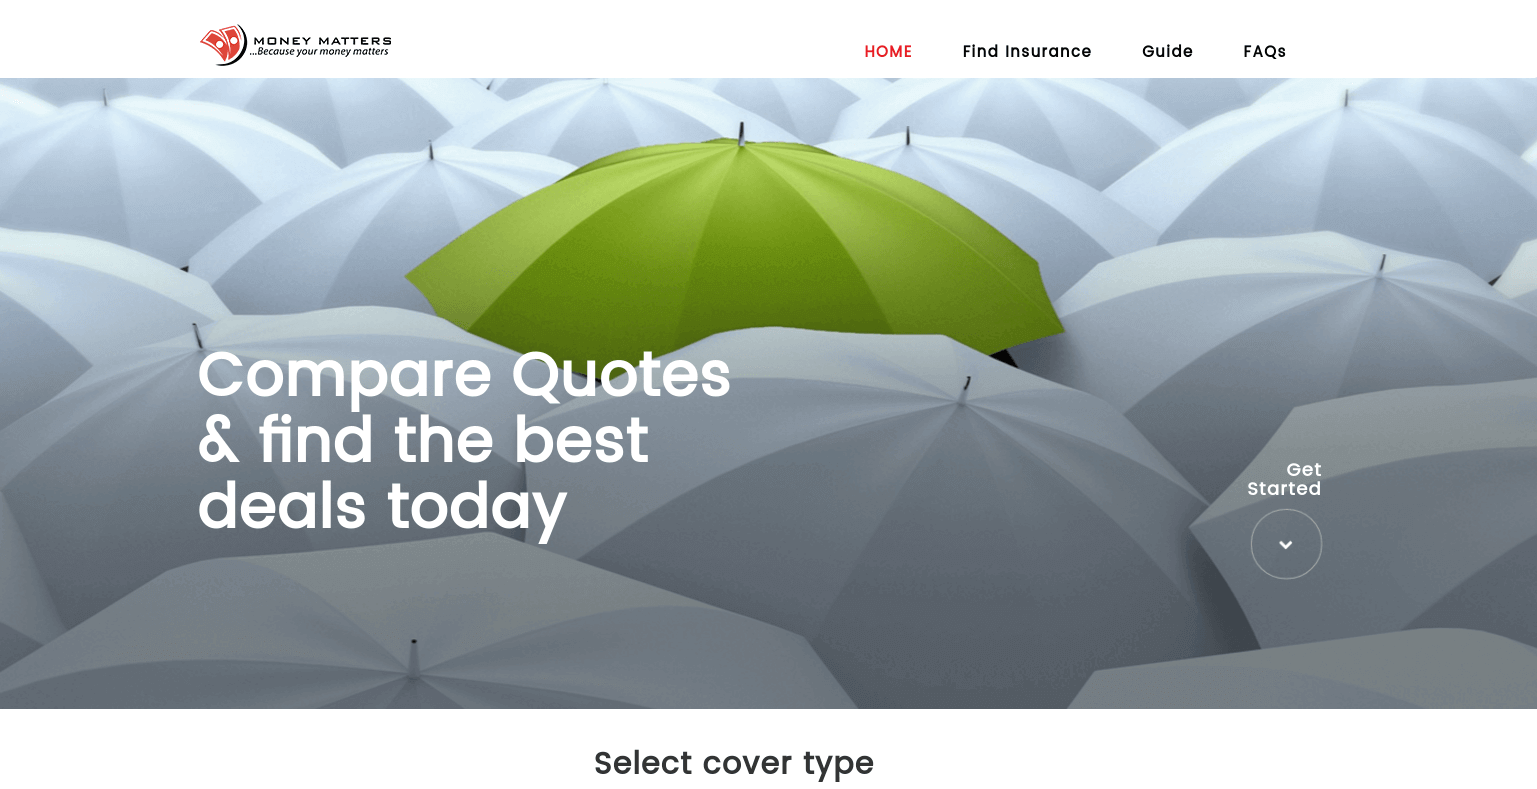 MONEY MATTERS
...Because your money matters
HOME
Find Insurance
Guide
FAQs
Compare Quotes
& find the best
deals today
Get
Started
Select cover type